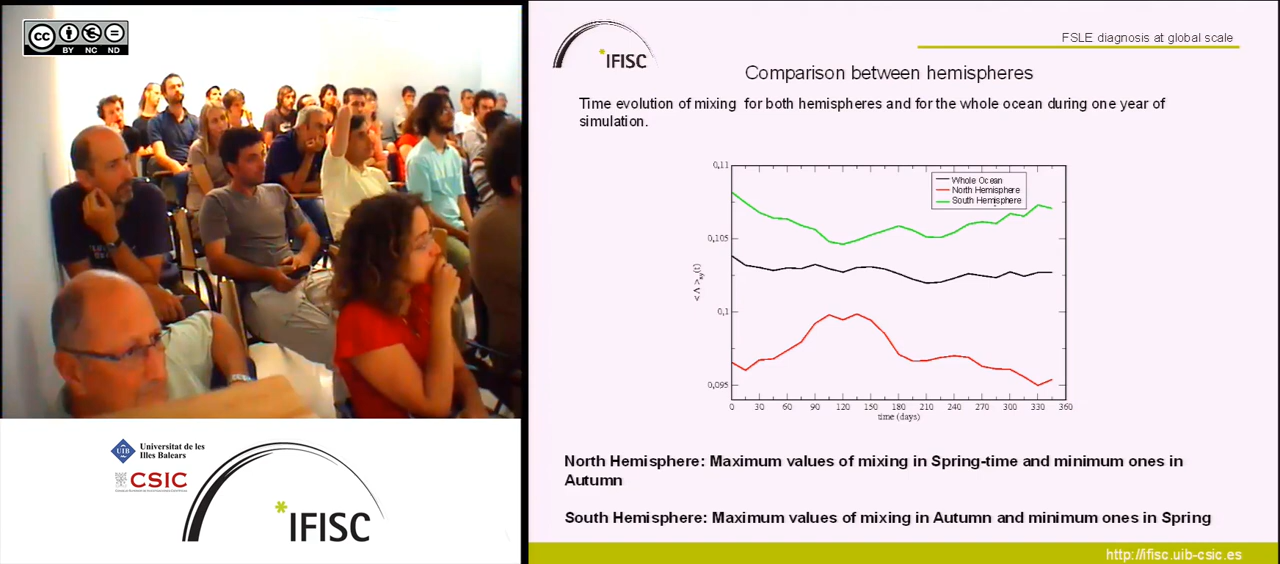 cc
BY NC ND
UIB
Universitat de les
Illes Balears
CSIC
*IFISC
*IFISC
FSLE diagnosis at global scale
Comparison between hemispheres
Time evolution of mixing for both hemispheres and for the whole ocean during one year of
simulation.
0,11
0,105
0,1
0,095
< Λ >xy(t)
Whole Ocean
North Hemisphere
South Hemisphere
0 30 60 90 120 150 180 210 240 270 300 330 360
time (days)
North Hemisphere: Maximum values of mixing in Spring-time and minimum ones in
Autumn
South Hemisphere: Maximum values of mixing in Autumn and minimum ones in Spring
http://ifisc.uib-csic.es